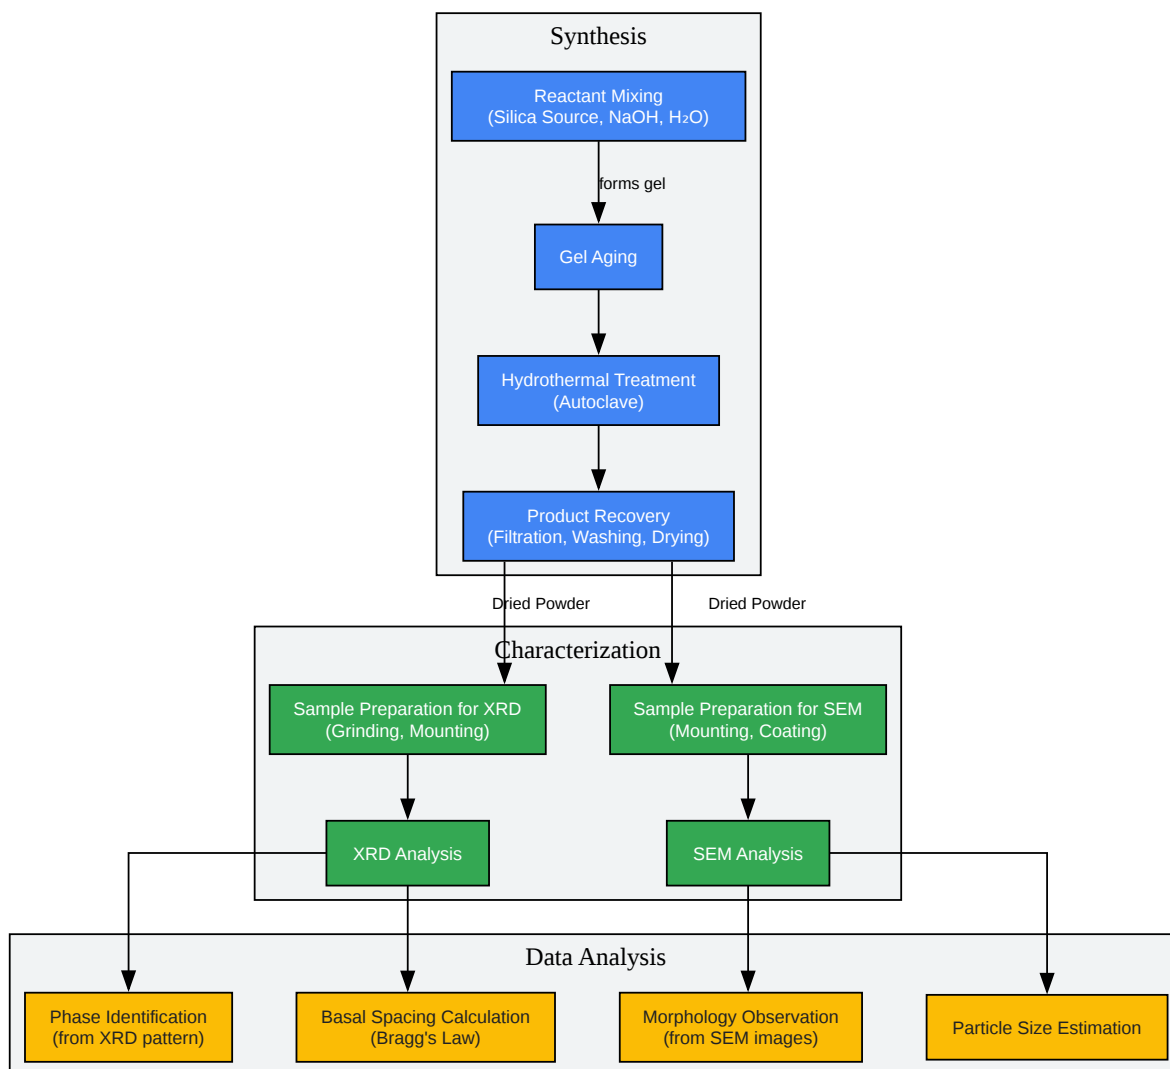 Synthesis
Reactant Mixing
(Silica Source, NaOH, H₂O)
forms gel
Gel Aging
Hydrothermal Treatment
(Autoclave)
Product Recovery
(Filtration, Washing, Drying)
Dried Powder
Dried Powder
Characterization
Sample Preparation for XRD
(Grinding, Mounting)
Sample Preparation for SEM
(Mounting, Coating)
XRD Analysis
SEM Analysis
Data Analysis
Phase Identification
(from XRD pattern)
Basal Spacing Calculation
(Bragg's Law)
Morphology Observation
(from SEM images)
Particle Size Estimation